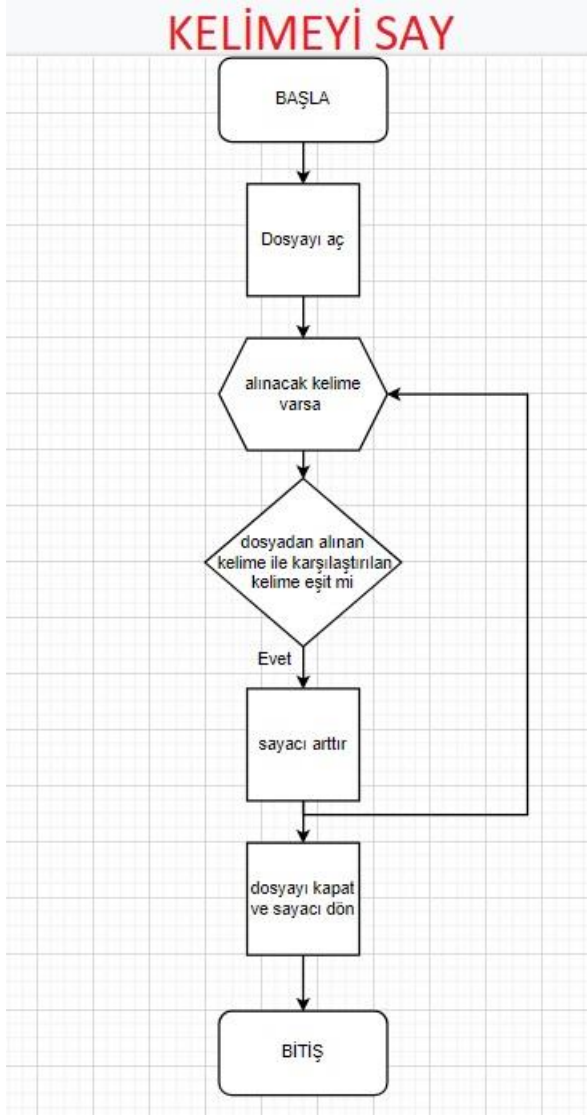 KELİMEYİ SAY
BAŞLA
Dosyayı aç
alınacak kelime
varsa
dosyadan alınan
kelime ile karşılaştırılan
kelime eşit mi
Evet
sayacı arttır
dosyayı kapat
ve sayacı dön
BİTİŞ